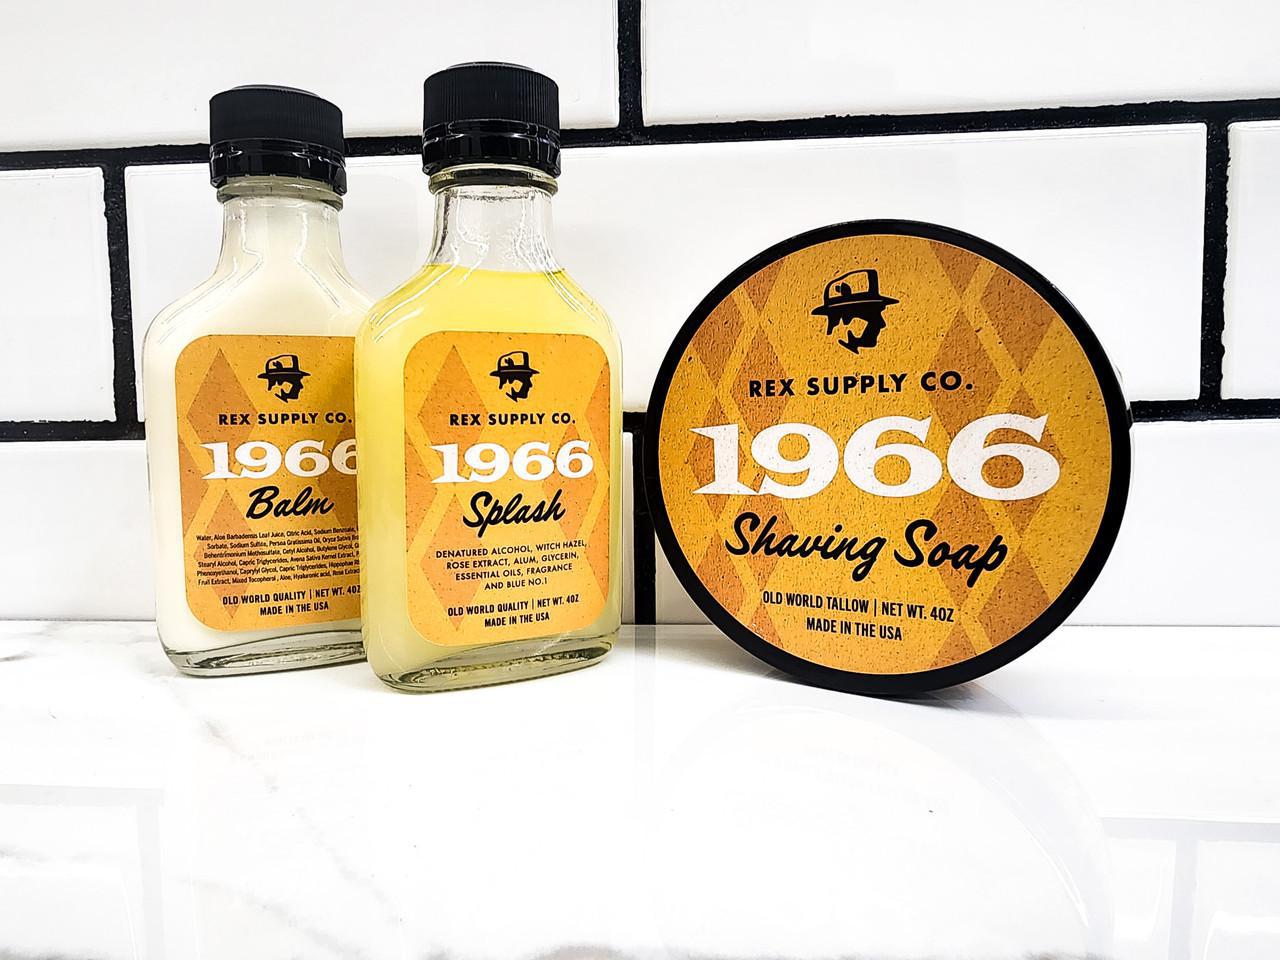 REX SUPPLY CO.
1966
Balm
Water, Aloe Barbadensis Leaf Juice, Citric Acid, Sodium Benzoate,
Sorbate, Sodium Sulfite, Persea Gratissima Oil, Oryza Sativa
Behentrimonium Methosulfate, Cetyl Alcohol, Butylene Glycol,
Stearyl Alcohol, Capric Triglycerides, Avena Sativa Kernel Extract,
Phenoxyethanol, Caprylyl Glycol, Capric Triglycerides, Hippophae
Fruit Extract, Mixed Tocopherol, Aloe, Hyaluronic acid, Rose
OLD WORLD QUALITY | NET WT. 4OZ
MADE IN THE USA
REX SUPPLY CO.
1966
Splash
DENATURED ALCOHOL, WITCH HAZEL,
ROSE EXTRACT, ALUM, GLYCERIN,
ESSENTIAL OILS, FRAGRANCE
AND BLUE NO.1
OLD WORLD QUALITY | NET WT. 4OZ
MADE IN THE USA
REX SUPPLY CO.
1966
Shaving Soap
OLD WORLD TALLOW | NET WT. 4OZ
MADE IN THE USA